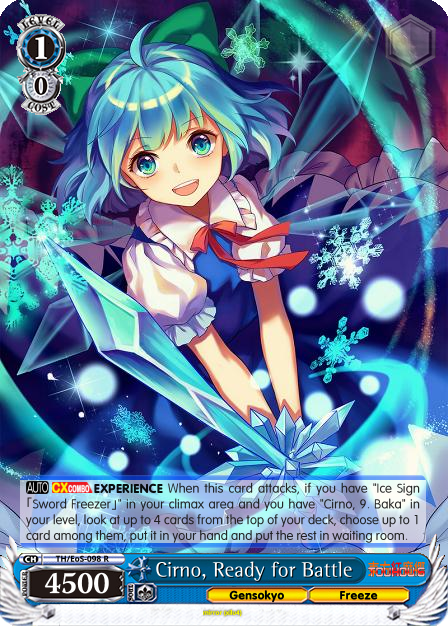 LEVEL
1
0
COST
AUTO CXCOMBO EXPERIENCE When this card attacks, if you have "Ice Sign
「Sword Freezer」" in your climax area and you have "Cirno, 9. Baka" in
your level, look at up to 4 cards from the top of your deck, choose up to 1
card among them, put it in your hand and put the rest in waiting room.
CH TH/EoS-098 R
POWER 4500 SOUL Cirno, Ready for Battle
Gensokyo Freeze